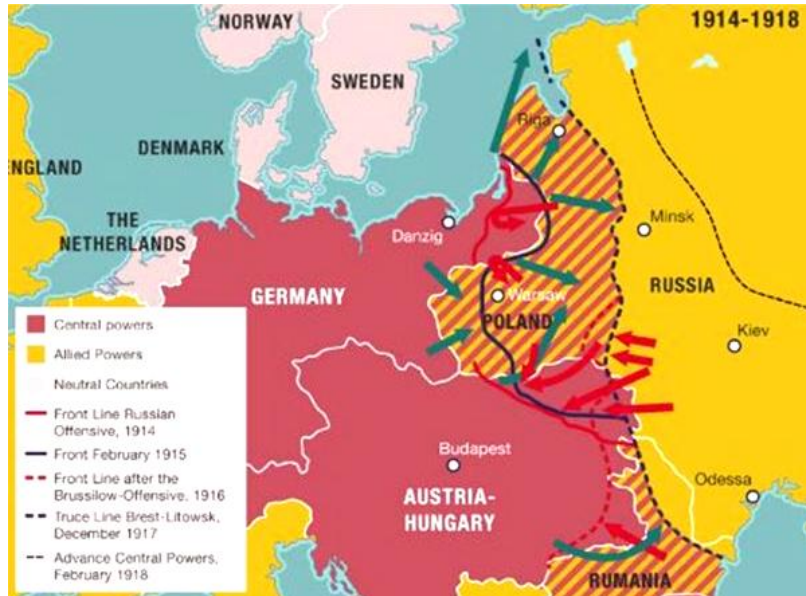 NORWAY
1914-1918
SWEDEN
Riga
DENMARK
ENGLAND
Minsk
THE
NETHERLANDS
Danzig
GERMANY
RUSSIA
Warsaw
POLAND
Kiev
Central powers
Allied Powers
Neutral Countries
Front Line Russian
Offensive, 1914
Front February 1915
Front Line after the
Brussilow-Offensive, 1916
Truce Line Brest-Litowsk,
December 1917
Advance Central Powers,
February 1918
Budapest
AUSTRIA-
HUNGARY
Odessa
RUMANIA